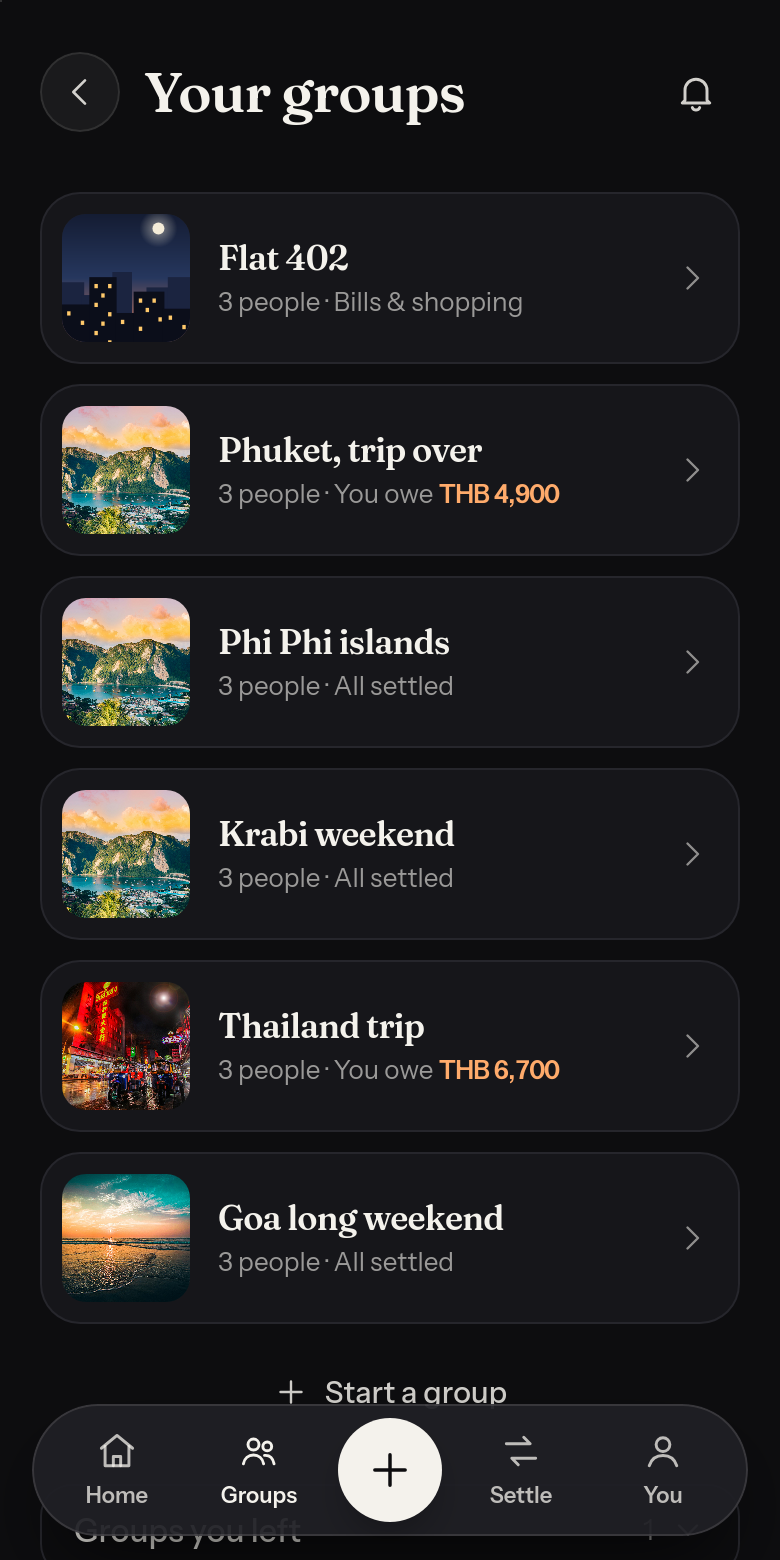 Your groups
Flat 402
3 people · Bills & shopping
Phuket, trip over
3 people · You owe THB 4,900
Phi Phi islands
3 people · All settled
Krabi weekend
3 people · All settled
Thailand trip
3 people · You owe THB 6,700
Goa long weekend
3 people · All settled
Start a group
Home
Groups
Settle
You
Groups you left 1